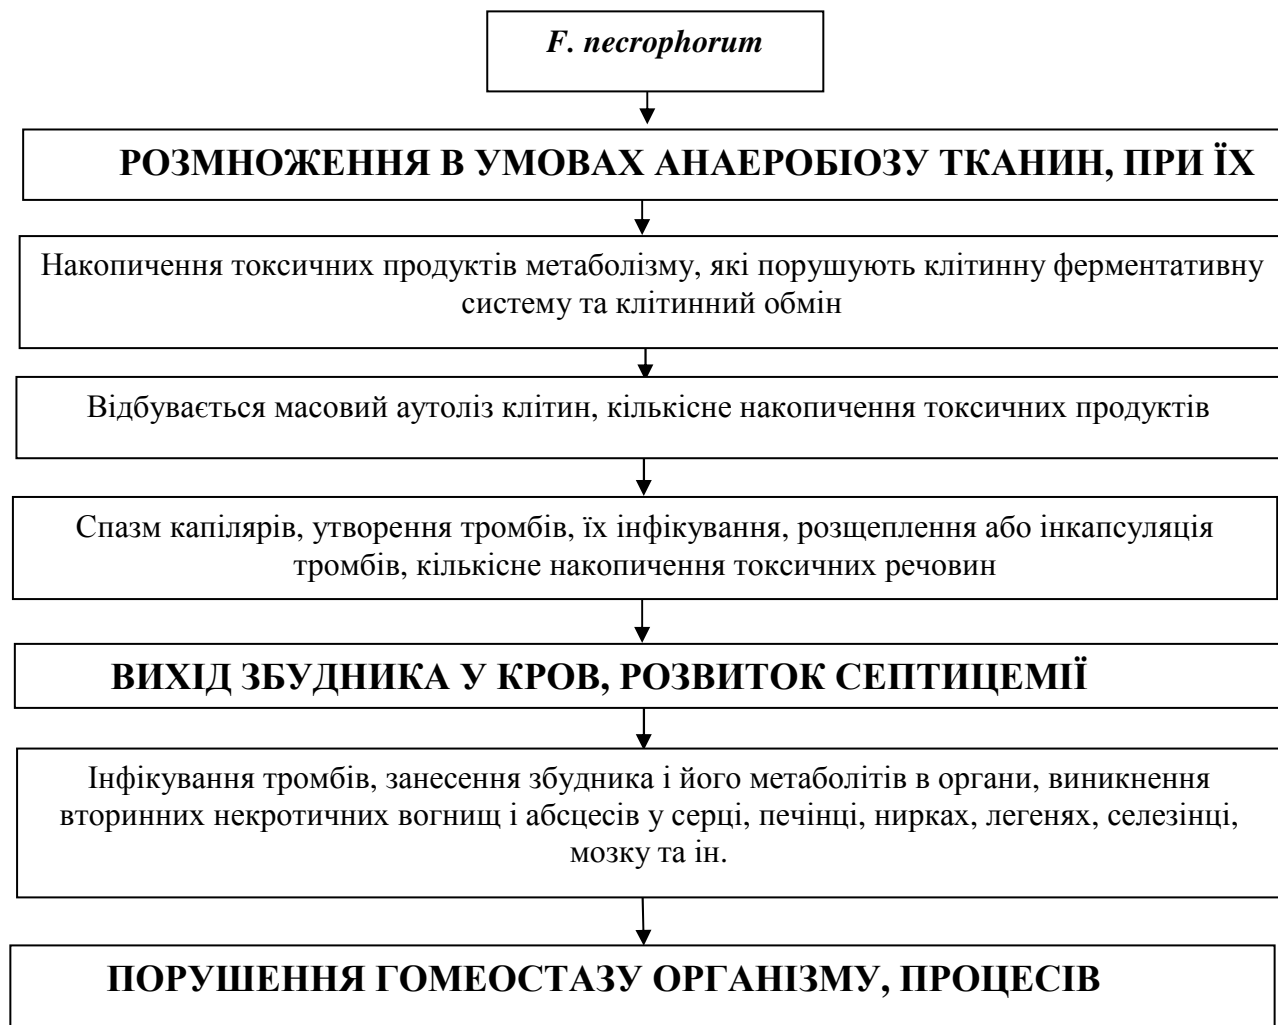 F. necrophorum
РОЗМНОЖЕННЯ В УМОВАХ АНАЕРОБІОЗУ ТКАНИН, ПРИ ЇХ
Накопичення токсичних продуктів метаболізму, які порушують клітинну ферментативну
систему та клітинний обмін
Відбувається масовий аутоліз клітин, кількісне накопичення токсичних продуктів
Спазм капілярів, утворення тромбів, їх інфікування, розщеплення або інкапсуляція
тромбів, кількісне накопичення токсичних речовин
ВИХІД ЗБУДНИКА У КРОВ, РОЗВИТОК СЕПТИЦЕМІЇ
Інфікування тромбів, занесення збудника і його метаболітів в органи, виникнення
вторинних некротичних вогнищ і абсцесів у серці, печінці, нирках, легенях, селезінці,
мозку та ін.
ПОРУШЕННЯ ГОМЕОСТАЗУ ОРГАНІЗМУ, ПРОЦЕСІВ